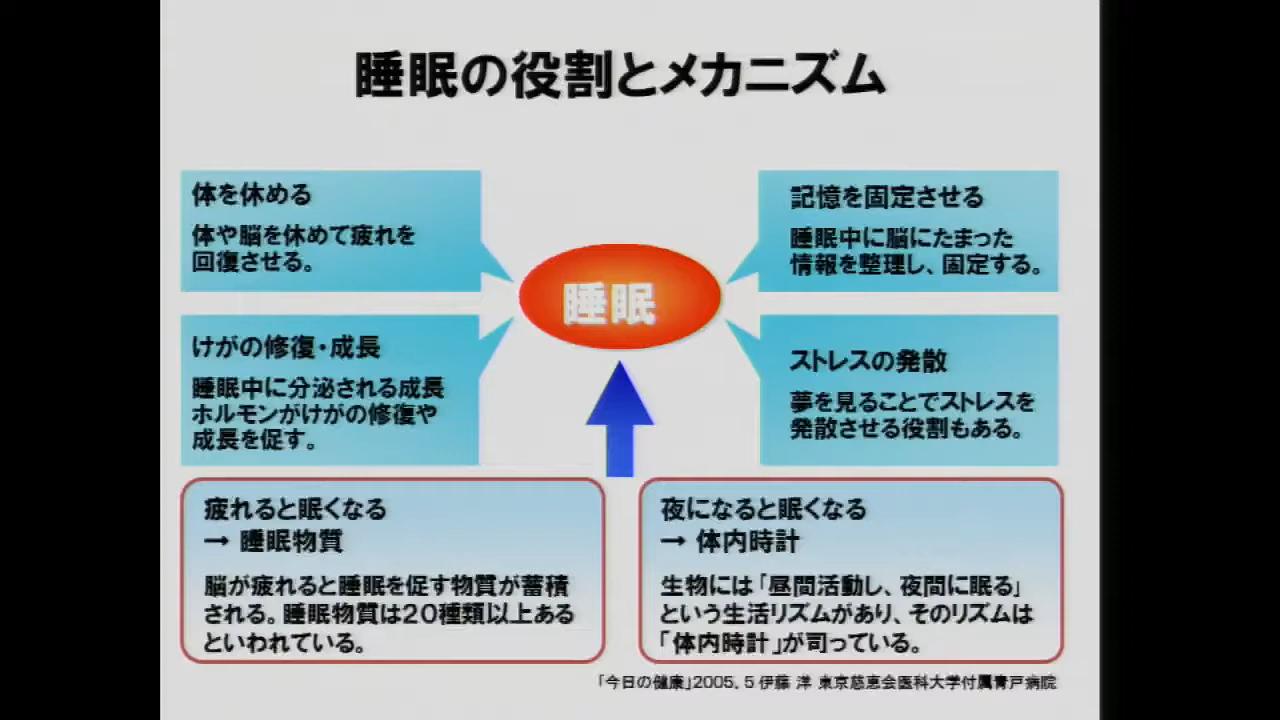 睡眠の役割とメカニズム
体を休める
体や脳を休めて疲れを
回復させる。
記憶を固定させる
睡眠中に脳にたまった
情報を整理し、固定する。
睡眠
けがの修復・成長
睡眠中に分泌される成長
ホルモンがけがの修復や
成長を促す。
ストレスの発散
夢を見ることでストレスを
発散させる役割もある。
疲れると眠くなる
→ 睡眠物質
脳が疲れると睡眠を促す物質が蓄積
される。睡眠物質は20種類以上ある
といわれている。
夜になると眠くなる
→ 体内時計
生物には「昼間活動し、夜間に眠る」
という生活リズムがあり、そのリズムは
「体内時計」が司っている。
「今日の健康」2005．5 伊藤 洋 東京慈恵会医科大学付属青戸病院